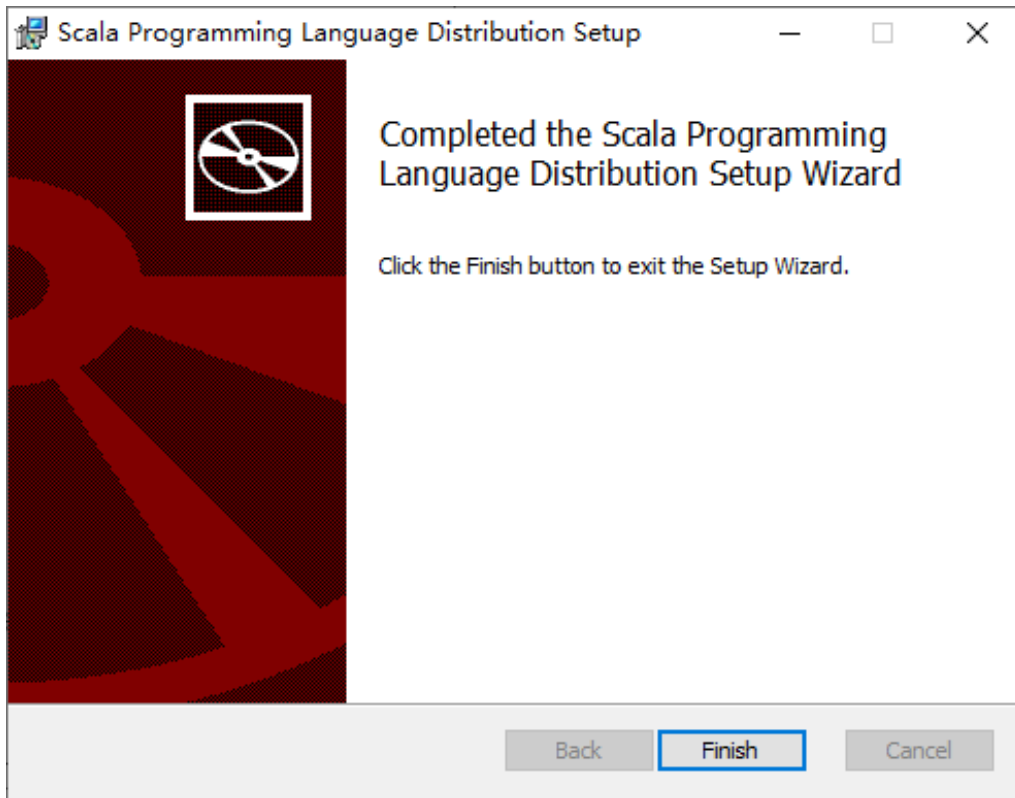 Scala Programming Language Distribution Setup
Completed the Scala Programming
Language Distribution Setup Wizard
Click the Finish button to exit the Setup Wizard.
Back
Finish
Cancel